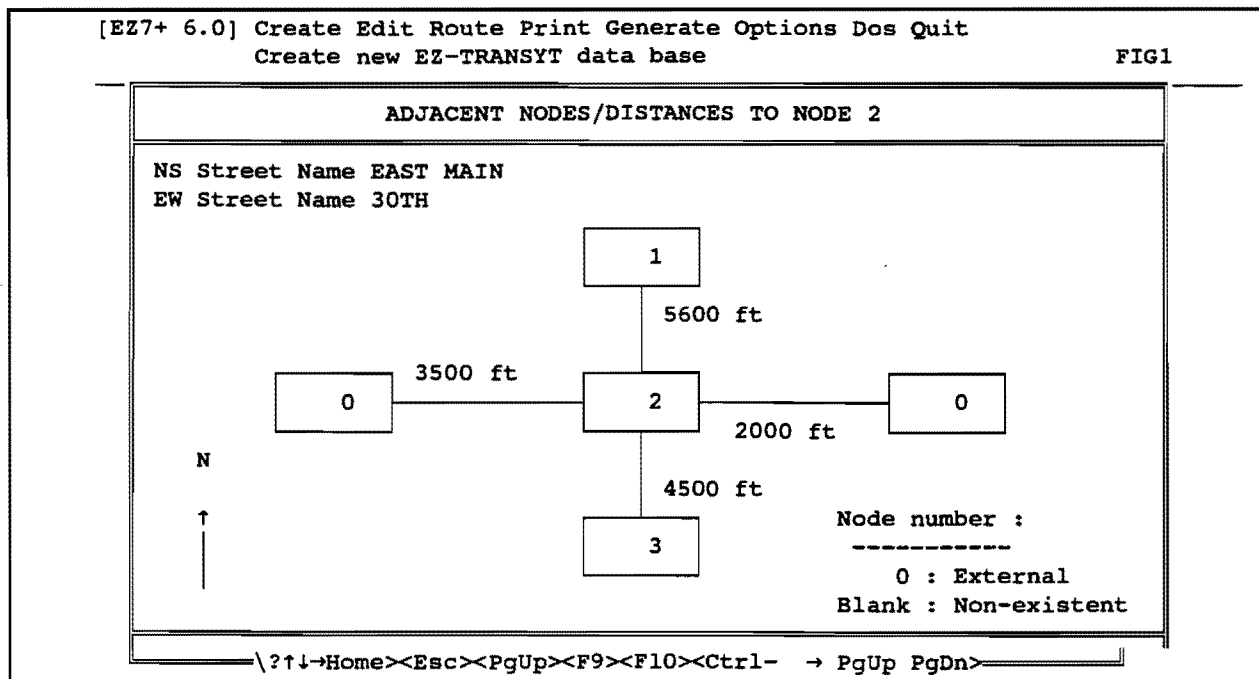 [EZ7+ 6.0] Create Edit Route Print Generate Options Dos Quit
Create new EZ-TRANSYT data base FIG1
ADJACENT NODES/DISTANCES TO NODE 2
NS Street Name EAST MAIN
EW Street Name 30TH
1
5600 ft
3500 ft
0
2
0
2000 ft
N
4500 ft
↑
Node number :
-----------
3
0 : External
Blank : Non-existent
\?↑↓→Home><Esc><PgUp><F9><F10><Ctrl- → PgUp PgDn>